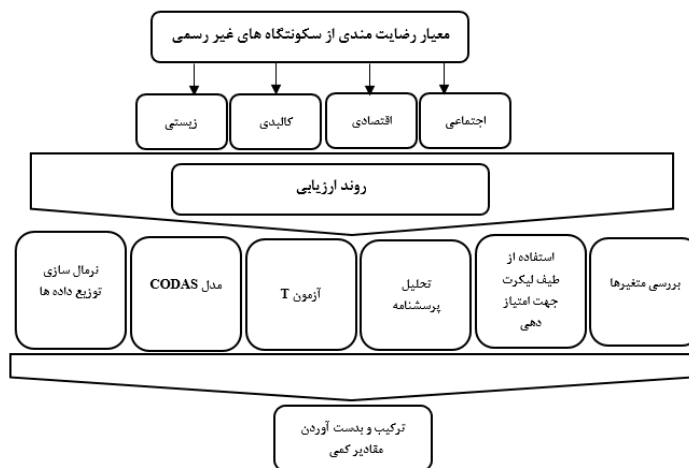 معیار رضایت مندی از سکونتگاه های غیر رسمی
اجتماعی
اقتصادی
کالبدی
زیستی
روند ارزیابی
بررسی متغیرها
استفاده از
طیف لیکرت
جهت امتیاز
دهی
تحلیل
پرسشنامه
آزمون T
مدل CODAS
نرمال سازی
توزیع داده ها
ترکیب و بدست آوردن
مقادیر کمی